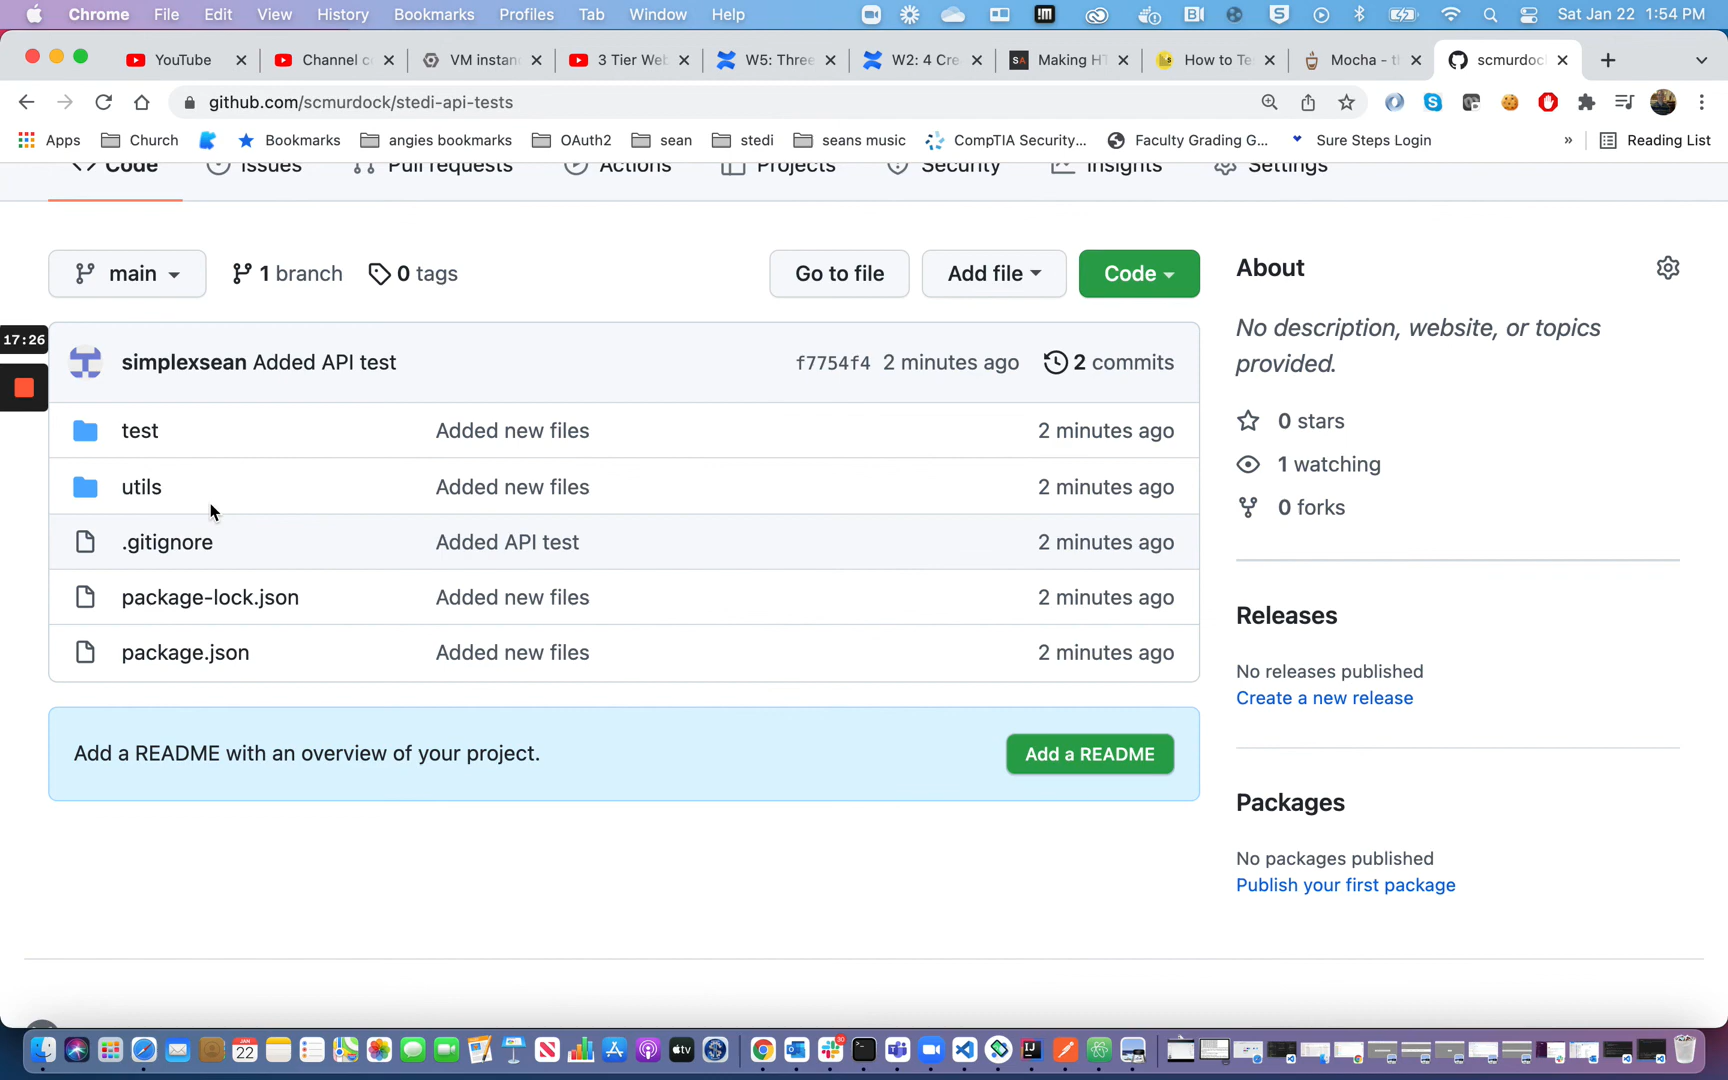 Chrome File Edit View History Bookmarks Profiles Tab Window Help Sat Jan 22 1:54 PM
YouTube Channel c VM instan 3 Tier Web W5: Three W2: 4 Cre Making HT How to Te Mocha - t scmurdoc
github.com/scmurdock/stedi-api-tests
Apps Church Bookmarks angies bookmarks OAuth2 sean stedi seans music CompTIA Security... Faculty Grading G... Sure Steps Login » Reading List
Code Issues Pull requests Actions Projects Security Insights Settings
main 1 branch 0 tags Go to file Add file Code
17:26
simplexsean Added API test f7754f4 2 minutes ago 2 commits
test Added new files 2 minutes ago
utils Added new files 2 minutes ago
.gitignore Added API test 2 minutes ago
package-lock.json Added new files 2 minutes ago
package.json Added new files 2 minutes ago
Add a README with an overview of your project. Add a README
About
No description, website, or topics
provided.
0 stars
1 watching
0 forks
Releases
No releases published
Create a new release
Packages
No packages published
Publish your first package
JAN
22
tv